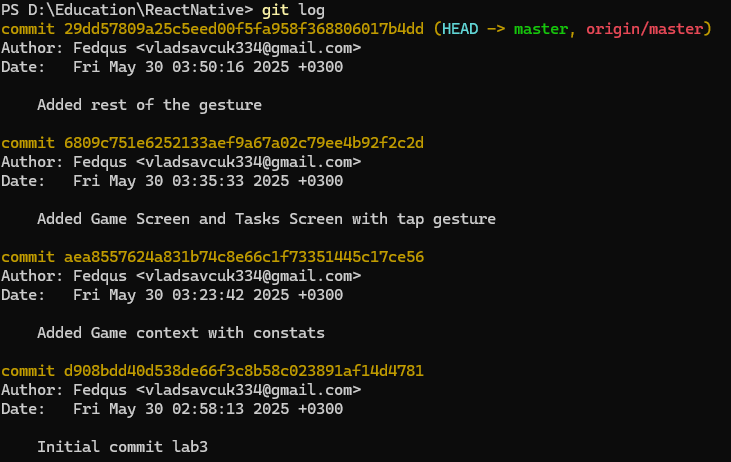 PS D:\Education\ReactNative> git log
commit 29dd57809a25c5eed00f5fa958f368806017b4dd (HEAD -> master, origin/master)
Author: Fedqus <vladsavcuk334@gmail.com>
Date:   Fri May 30 03:50:16 2025 +0300
    Added rest of the gesture
commit 6809c751e6252133aef9a67a02c79ee4b92f2c2d
Author: Fedqus <vladsavcuk334@gmail.com>
Date:   Fri May 30 03:35:33 2025 +0300
    Added Game Screen and Tasks Screen with tap gesture
commit aea8557624a831b74c8e66c1f73351445c17ce56
Author: Fedqus <vladsavcuk334@gmail.com>
Date:   Fri May 30 03:23:42 2025 +0300
    Added Game context with constats
commit d908bdd40d538de66f3c8b58c023891af14d4781
Author: Fedqus <vladsavcuk334@gmail.com>
Date:   Fri May 30 02:58:13 2025 +0300
    Initial commit lab3